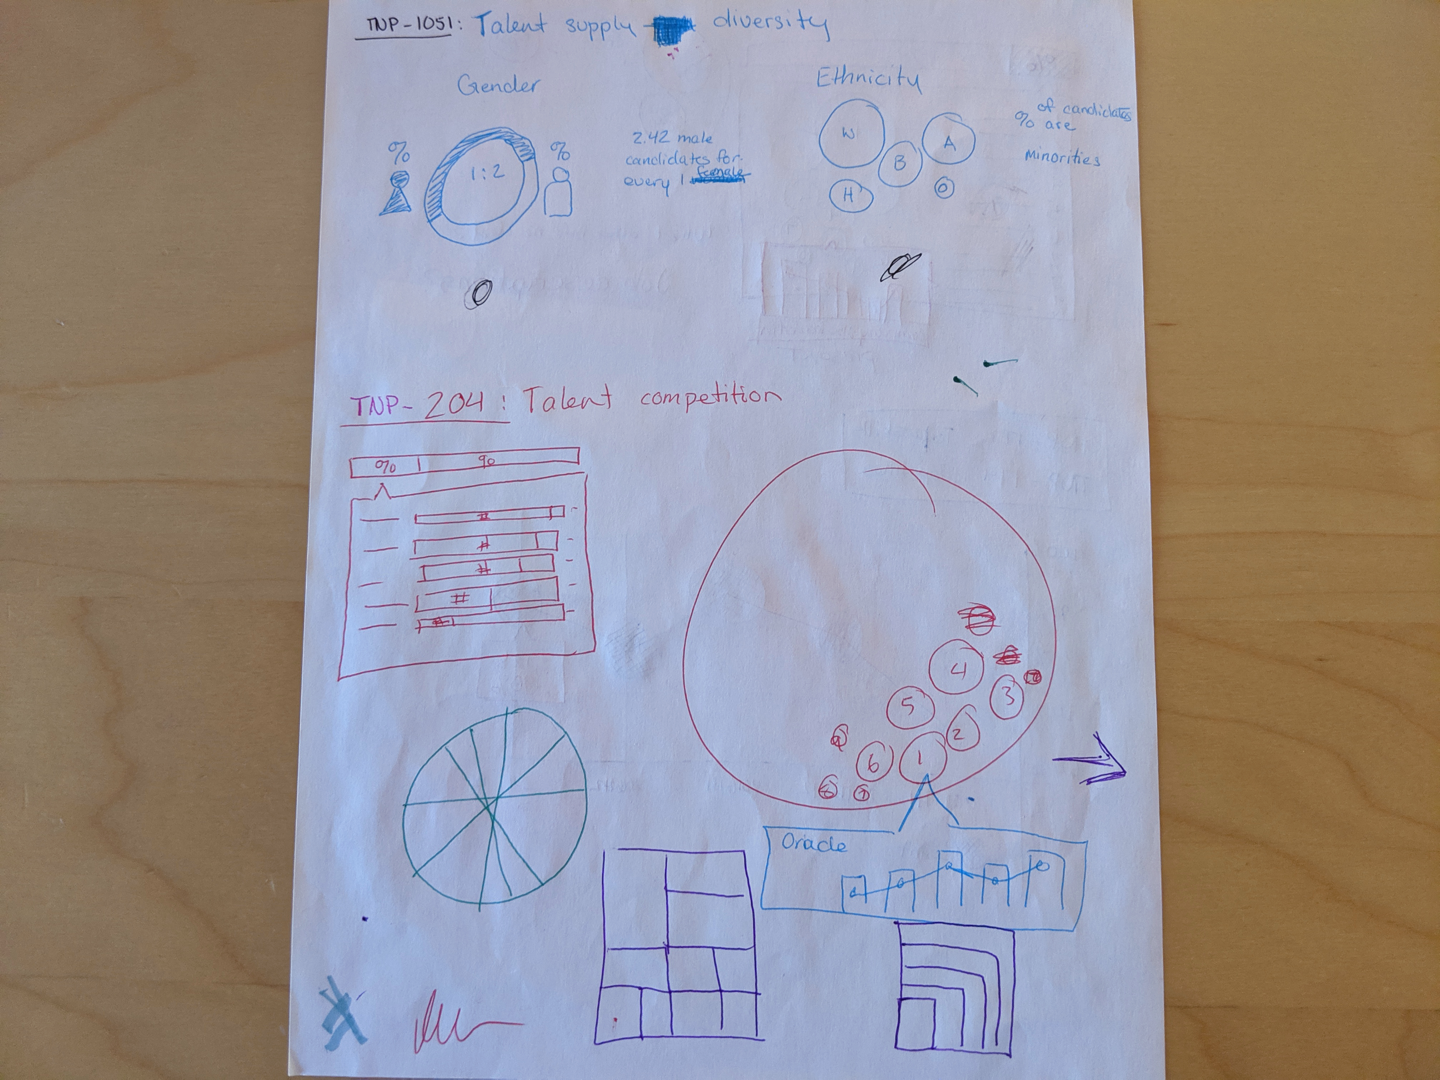 TNP-1051: Talent supply diversity
Gender
Ethnicity
%
1:2
%
2.42 male
candidates for
every 1 female
W
A
B
H
O
of candidates
% are
minorities
TNP-204: Talent competition
% %
#
#
#
#
#
4
3
5
2
6
1
Oracle